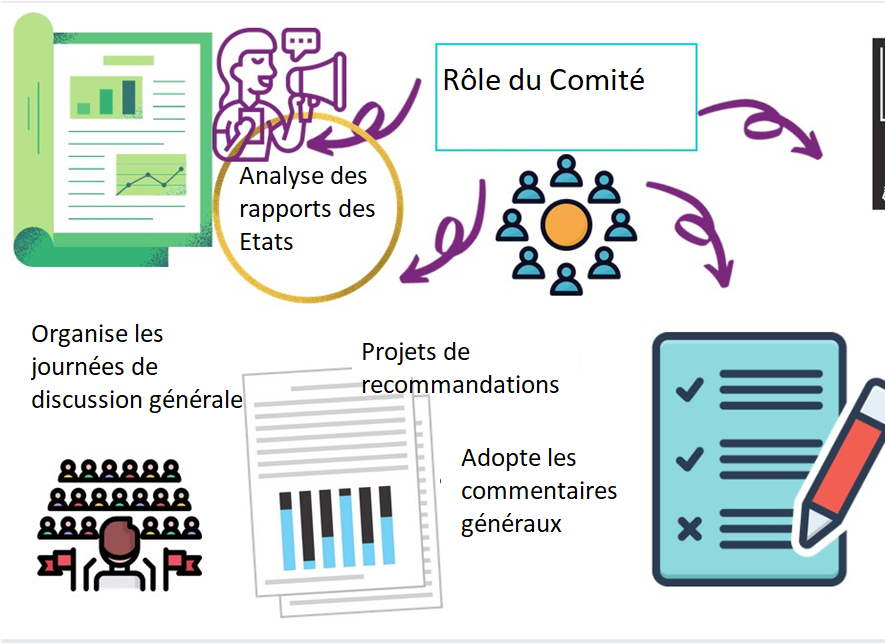 Rôle du Comité
Analyse des
rapports des
Etats
Organise les
journées de
discussion générale
Projets de
recommandations
Adopte les
commentaires
généraux